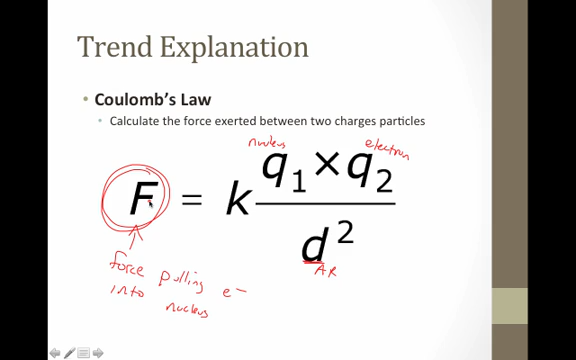 Trend Explanation
• Coulomb's Law
• Calculate the force exerted between two charges particles
nucleus electron
F = k q₁ × q₂ / d²
AR
force pulling e−
into nucleus